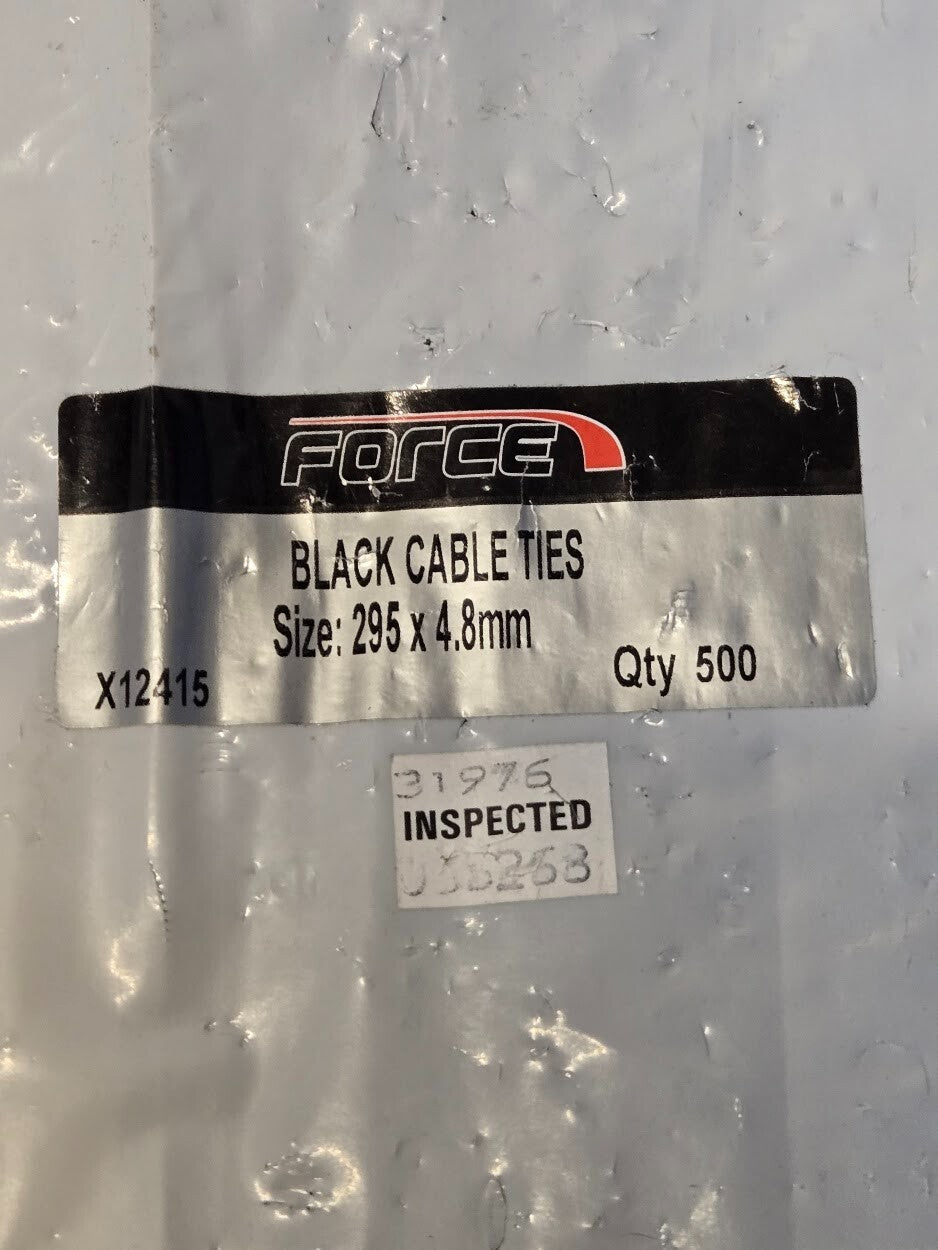 FORCE
BLACK CABLE TIES
Size: 295 x 4.8mm
X12415
Qty 500
31976
INSPECTED